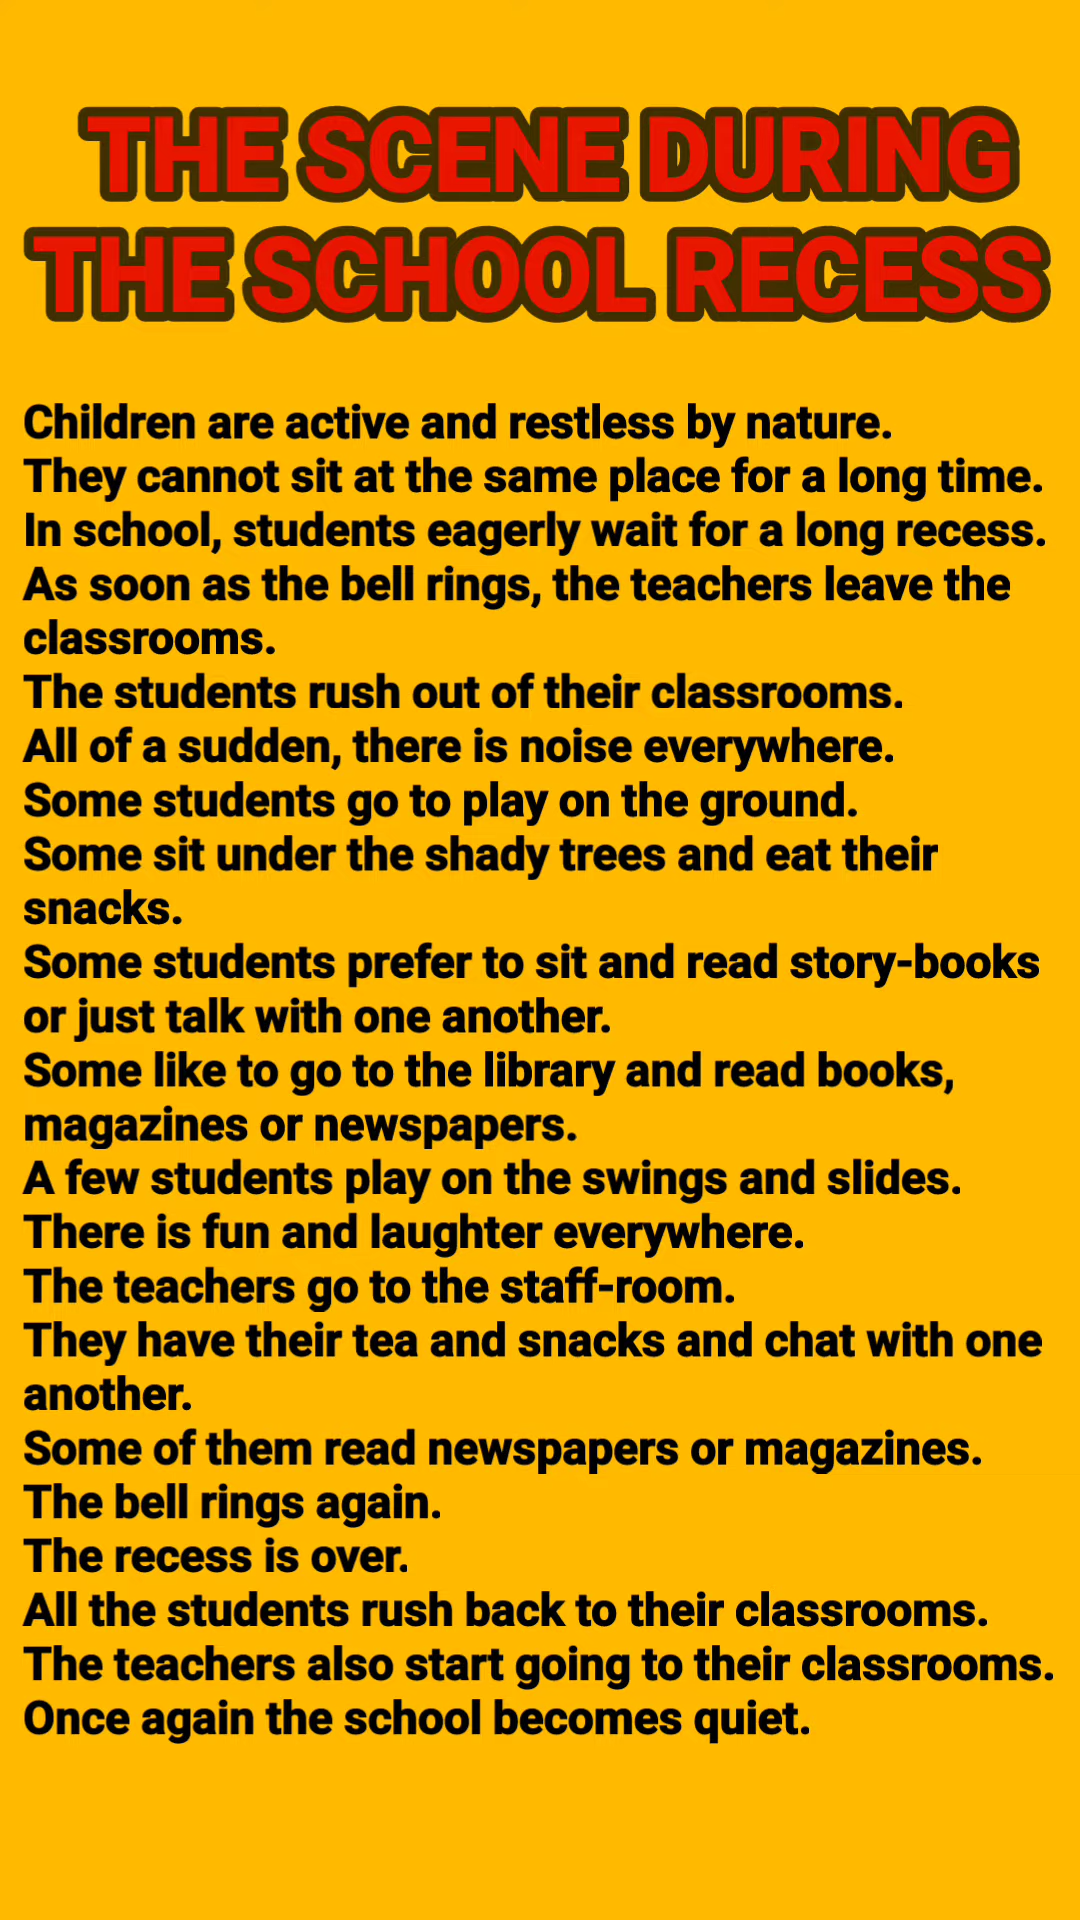 THE SCENE DURING
THE SCHOOL RECESS
Children are active and restless by nature.
They cannot sit at the same place for a long time.
In school, students eagerly wait for a long recess.
As soon as the bell rings, the teachers leave the
classrooms.
The students rush out of their classrooms.
All of a sudden, there is noise everywhere.
Some students go to play on the ground.
Some sit under the shady trees and eat their
snacks.
Some students prefer to sit and read story-books
or just talk with one another.
Some like to go to the library and read books,
magazines or newspapers.
A few students play on the swings and slides.
There is fun and laughter everywhere.
The teachers go to the staff-room.
They have their tea and snacks and chat with one
another.
Some of them read newspapers or magazines.
The bell rings again.
The recess is over.
All the students rush back to their classrooms.
The teachers also start going to their classrooms.
Once again the school becomes quiet.